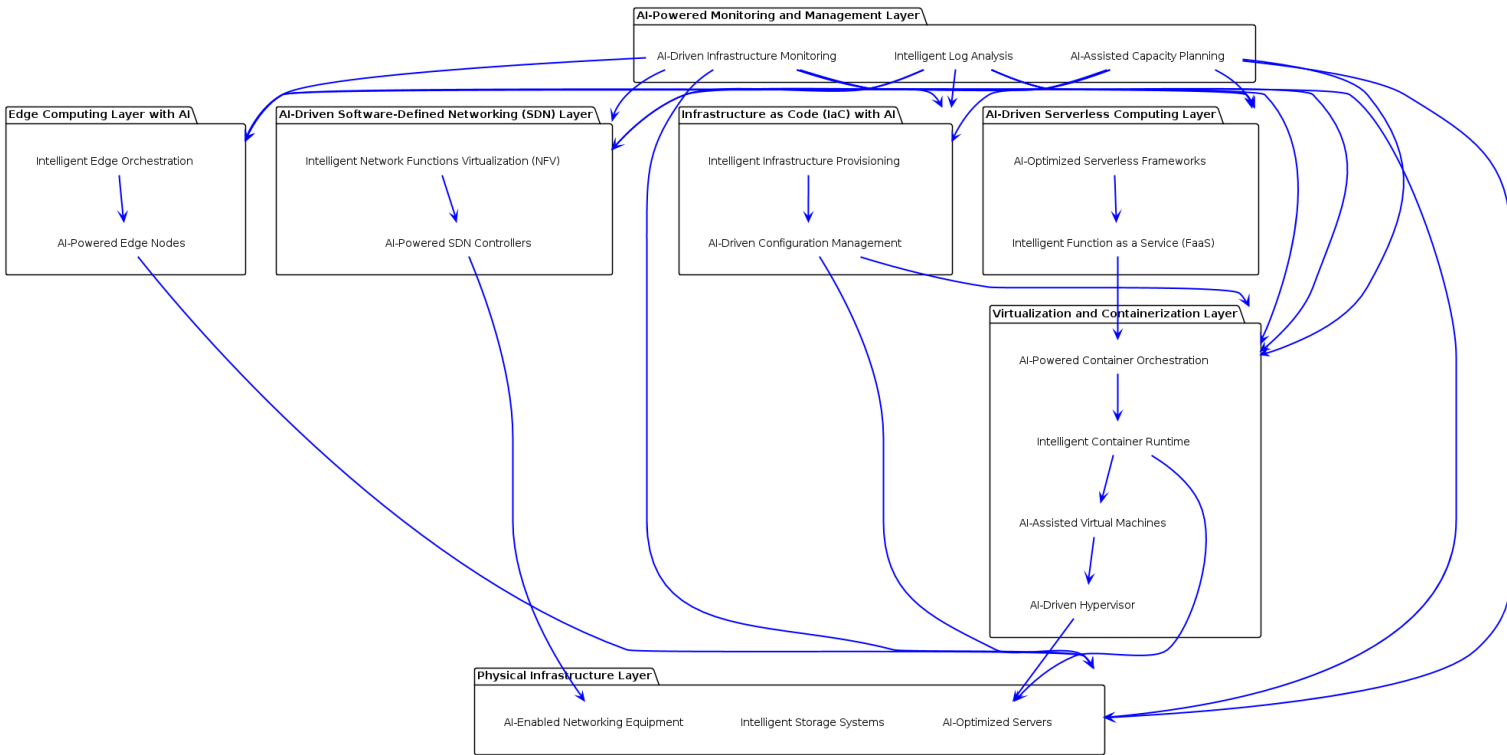 AI-Powered Monitoring and Management Layer
AI-Driven Infrastructure Monitoring
Intelligent Log Analysis
AI-Assisted Capacity Planning
Edge Computing Layer with AI
Intelligent Edge Orchestration
AI-Powered Edge Nodes
AI-Driven Software-Defined Networking (SDN) Layer
Intelligent Network Functions Virtualization (NFV)
AI-Powered SDN Controllers
Infrastructure as Code (IaC) with AI
Intelligent Infrastructure Provisioning
AI-Driven Configuration Management
AI-Driven Serverless Computing Layer
AI-Optimized Serverless Frameworks
Intelligent Function as a Service (FaaS)
Virtualization and Containerization Layer
AI-Powered Container Orchestration
Intelligent Container Runtime
AI-Assisted Virtual Machines
AI-Driven Hypervisor
Physical Infrastructure Layer
AI-Enabled Networking Equipment
Intelligent Storage Systems
AI-Optimized Servers